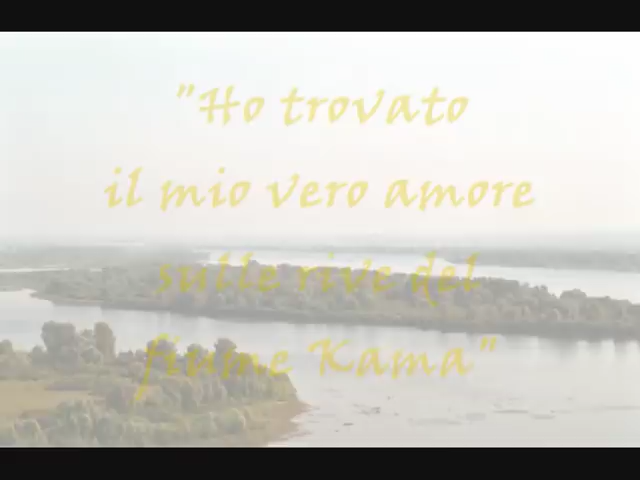 "Ho trovato
il mio vero amore
sulle rive del
fiume Kama"